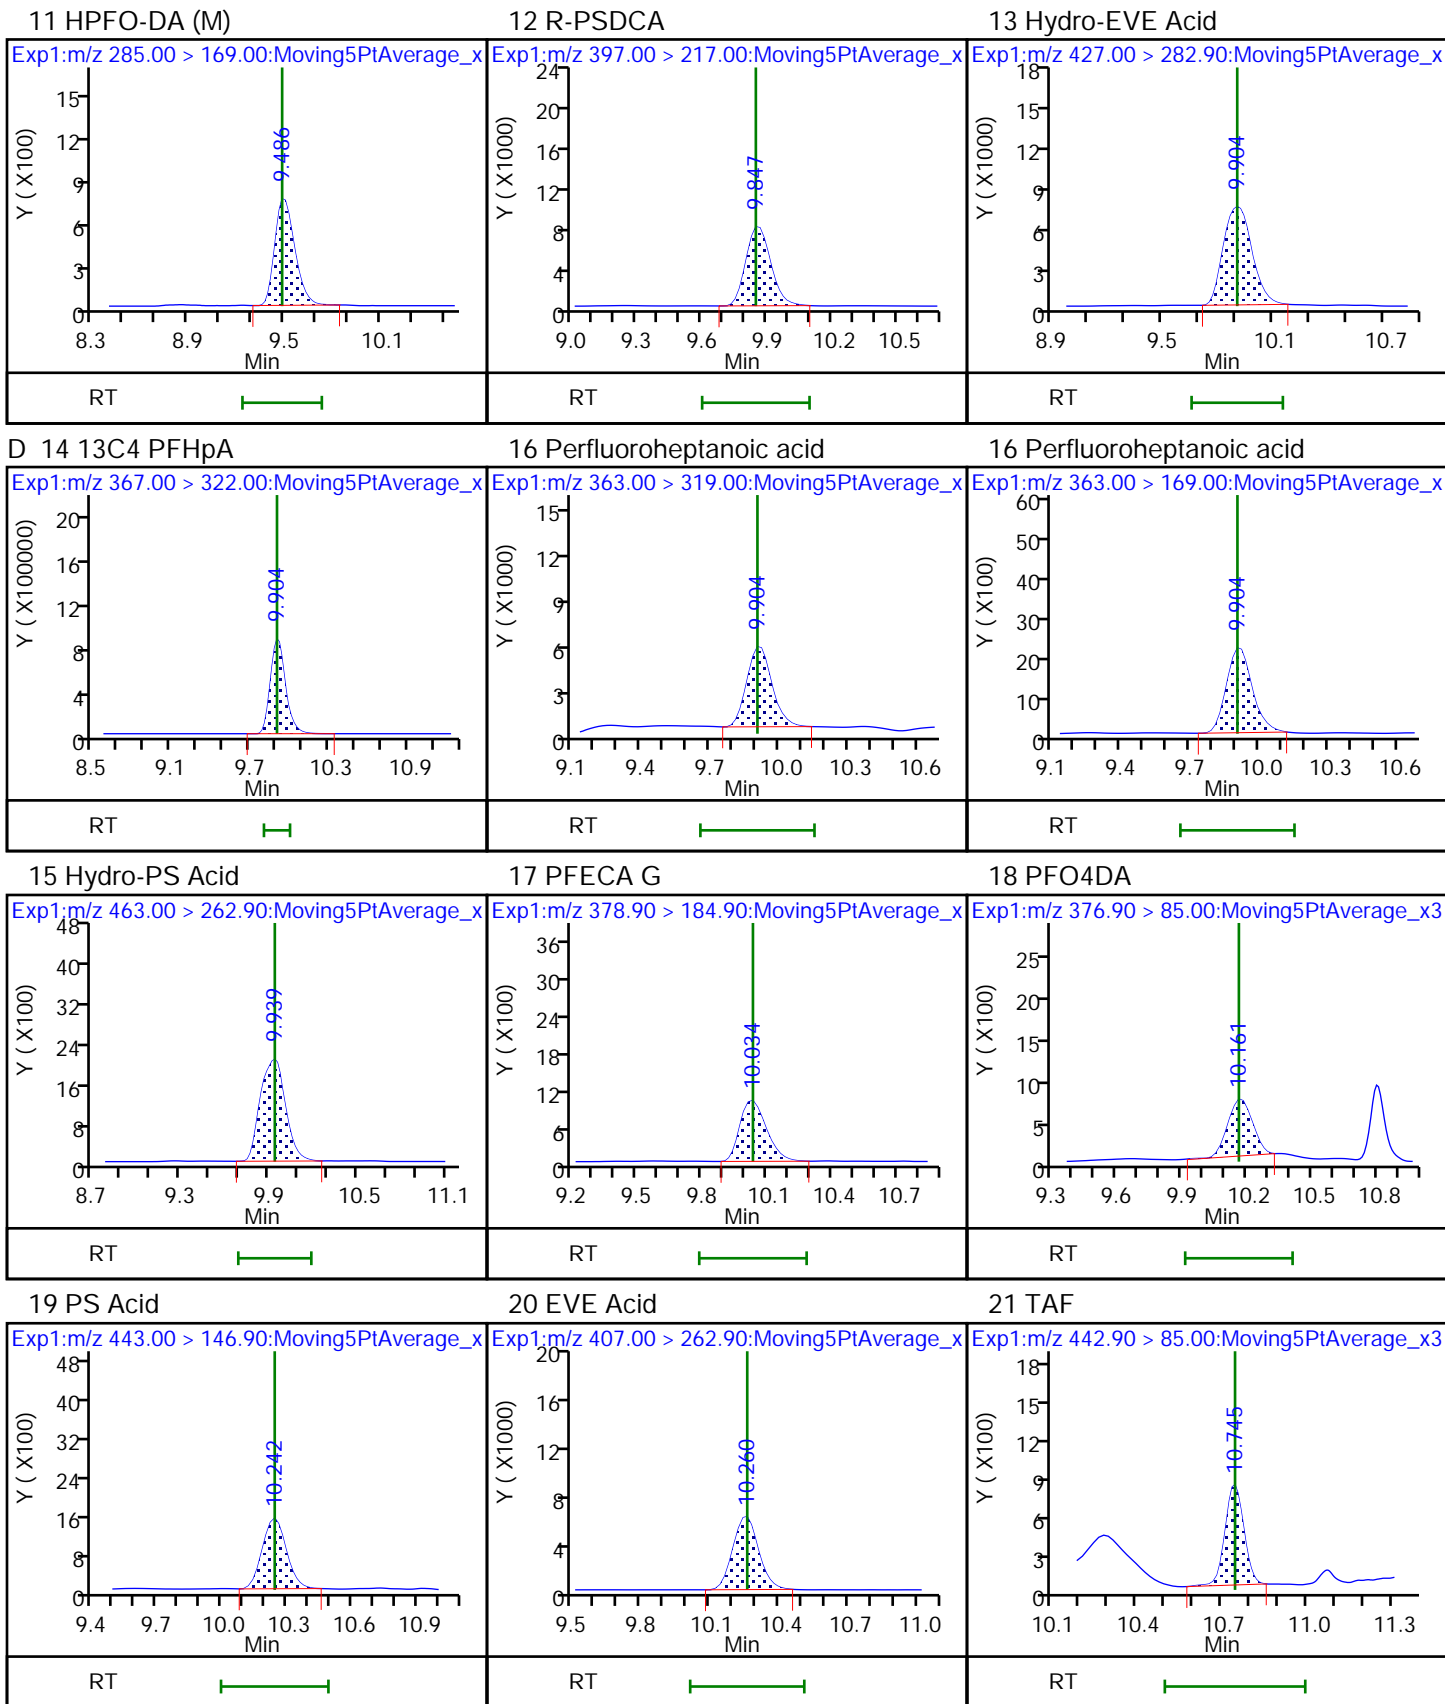 11 HPFO-DA (M)
Exp1:m/z 285.00 > 169.00:Moving5PtAverage_x
Y ( X100)
15
12
9
6
3
0
9.486
8.3 8.9 9.5 10.1
Min
RT
12 R-PSDCA
Exp1:m/z 397.00 > 217.00:Moving5PtAverage_x
Y ( X1000)
24
20
16
12
8
4
0
9.847
9.0 9.3 9.6 9.9 10.2 10.5
Min
RT
13 Hydro-EVE Acid
Exp1:m/z 427.00 > 282.90:Moving5PtAverage_x
Y ( X1000)
18
15
12
9
6
3
0
9.904
8.9 9.5 10.1 10.7
Min
RT
D 14 13C4 PFHpA
Exp1:m/z 367.00 > 322.00:Moving5PtAverage_x
Y ( X100000)
20
16
12
8
4
0
9.904
8.5 9.1 9.7 10.3 10.9
Min
RT
16 Perfluoroheptanoic acid
Exp1:m/z 363.00 > 319.00:Moving5PtAverage_x
Y ( X1000)
15
12
9
6
3
0
9.904
9.1 9.4 9.7 10.0 10.3 10.6
Min
RT
16 Perfluoroheptanoic acid
Exp1:m/z 363.00 > 169.00:Moving5PtAverage_x
Y ( X100)
60
50
40
30
20
10
0
9.904
9.1 9.4 9.7 10.0 10.3 10.6
Min
RT
15 Hydro-PS Acid
Exp1:m/z 463.00 > 262.90:Moving5PtAverage_x
Y ( X100)
48
40
32
24
16
8
0
9.939
8.7 9.3 9.9 10.5 11.1
Min
RT
17 PFECA G
Exp1:m/z 378.90 > 184.90:Moving5PtAverage_x
Y ( X100)
36
30
24
18
12
6
0
10.034
9.2 9.5 9.8 10.1 10.4 10.7
Min
RT
18 PFO4DA
Exp1:m/z 376.90 > 85.00:Moving5PtAverage_x3
Y ( X100)
25
20
15
10
5
0
10.161
9.3 9.6 9.9 10.2 10.5 10.8
Min
RT
19 PS Acid
Exp1:m/z 443.00 > 146.90:Moving5PtAverage_x
Y ( X100)
48
40
32
24
16
8
0
10.242
9.4 9.7 10.0 10.3 10.6 10.9
Min
RT
20 EVE Acid
Exp1:m/z 407.00 > 262.90:Moving5PtAverage_x
Y ( X1000)
20
16
12
8
4
0
10.260
9.5 9.8 10.1 10.4 10.7 11.0
Min
RT
21 TAF
Exp1:m/z 442.90 > 85.00:Moving5PtAverage_x3
Y ( X100)
18
15
12
9
6
3
0
10.745
10.1 10.4 10.7 11.0 11.3
Min
RT